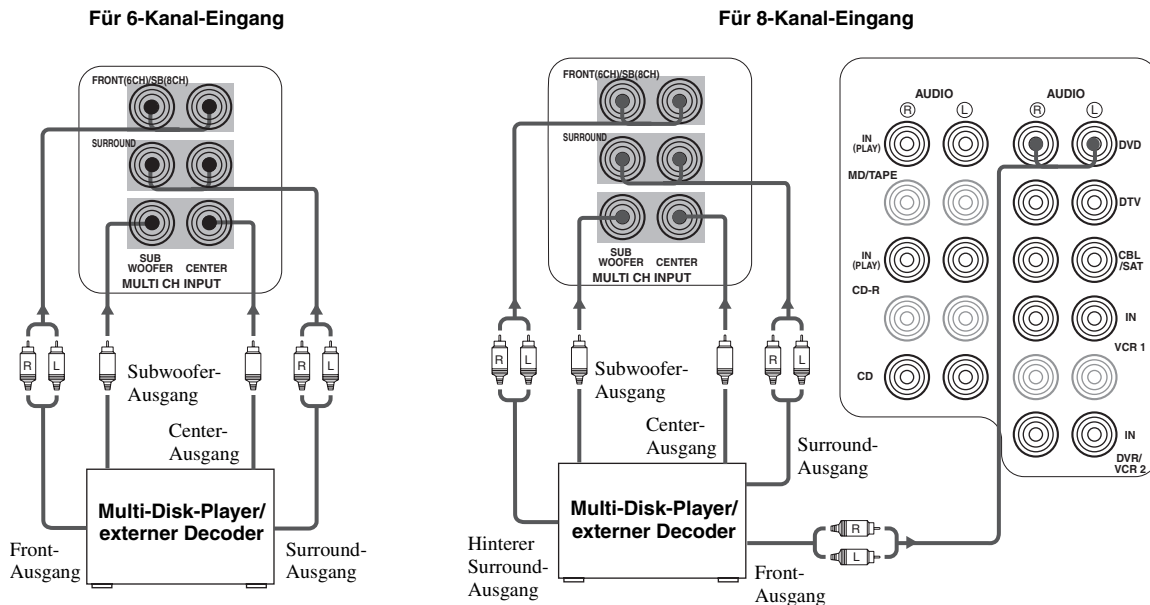 Für 6-Kanal-Eingang
FRONT(6CH)/SB(8CH)
SURROUND
SUB
WOOFER
CENTER
MULTI CH INPUT
R
L
R
L
Subwoofer-
Ausgang
Center-
Ausgang
Multi-Disk-Player/
externer Decoder
Front-
Ausgang
Surround-
Ausgang
Für 8-Kanal-Eingang
FRONT(6CH)/SB(8CH)
SURROUND
SUB
WOOFER
CENTER
MULTI CH INPUT
R
L
R
L
Subwoofer-
Ausgang
Center-
Ausgang
Surround-
Ausgang
Multi-Disk-Player/
externer Decoder
Hinterer
Surround-
Ausgang
Front-
Ausgang
R
L
AUDIO
R
L
IN
(PLAY)
MD/TAPE
IN
(PLAY)
CD-R
CD
AUDIO
R
L
DVD
DTV
CBL
/SAT
IN
VCR 1
IN
DVR/
VCR 2